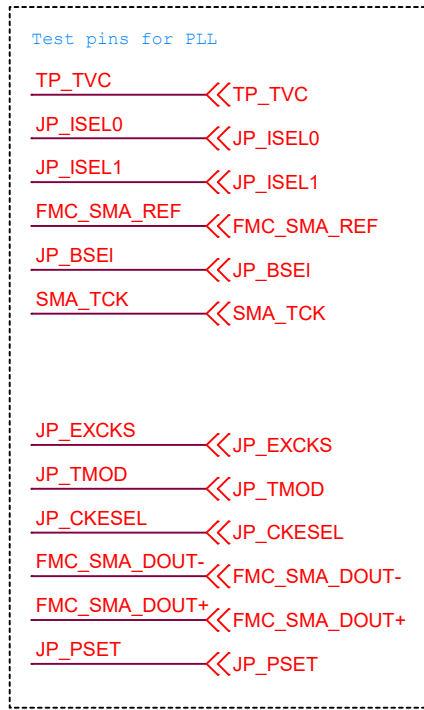 Test pins for PLL
TP_TVC
TP_TVC
JP_ISEL0
JP_ISEL0
JP_ISEL1
JP_ISEL1
FMC_SMA_REF
FMC_SMA_REF
JP_BSEI
JP_BSEI
SMA_TCK
SMA_TCK
JP_EXCKS
JP_EXCKS
JP_TMOD
JP_TMOD
JP_CKESEL
JP_CKESEL
FMC_SMA_DOUT-
FMC_SMA_DOUT-
FMC_SMA_DOUT+
FMC_SMA_DOUT+
JP_PSET
JP_PSET